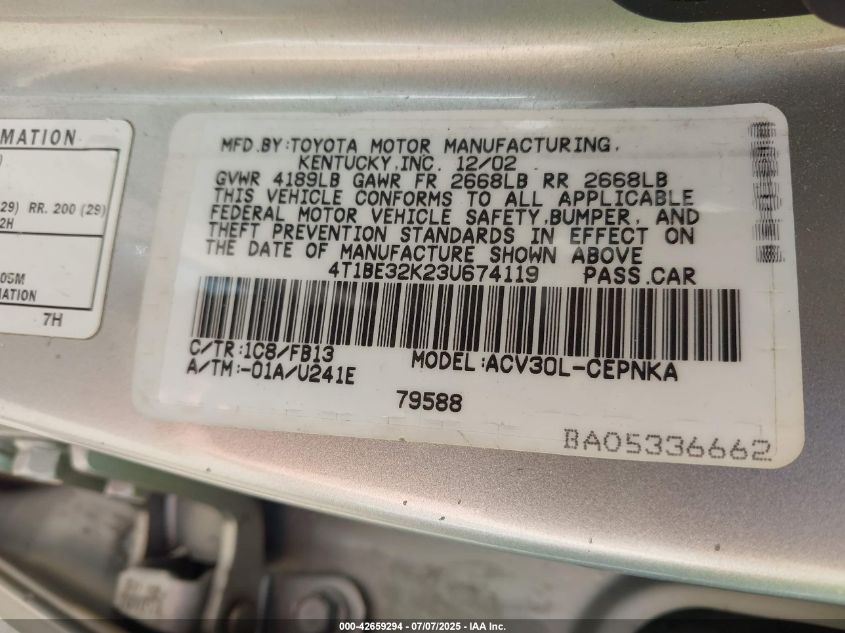 MATION
29) RR. 200 (29)
2H
05M
MATION
7H
MFD.BY:TOYOTA MOTOR MANUFACTURING,
KENTUCKY,INC. 12/02
GVWR 4189LB GAWR FR 2668LB RR 2668LB
THIS VEHICLE CONFORMS TO ALL APPLICABLE
FEDERAL MOTOR VEHICLE SAFETY,BUMPER, AND
THEFT PREVENTION STANDARDS IN EFFECT ON
THE DATE OF MANUFACTURE SHOWN ABOVE
4T1BE32K23U674119 PASS.CAR
C/TR:1C8/FB13 MODEL:ACV30L-CEPNKA
A/TM:-01A/U241E
79588
BA05336662
000-42659294 - 07/07/2025 - IAA Inc.